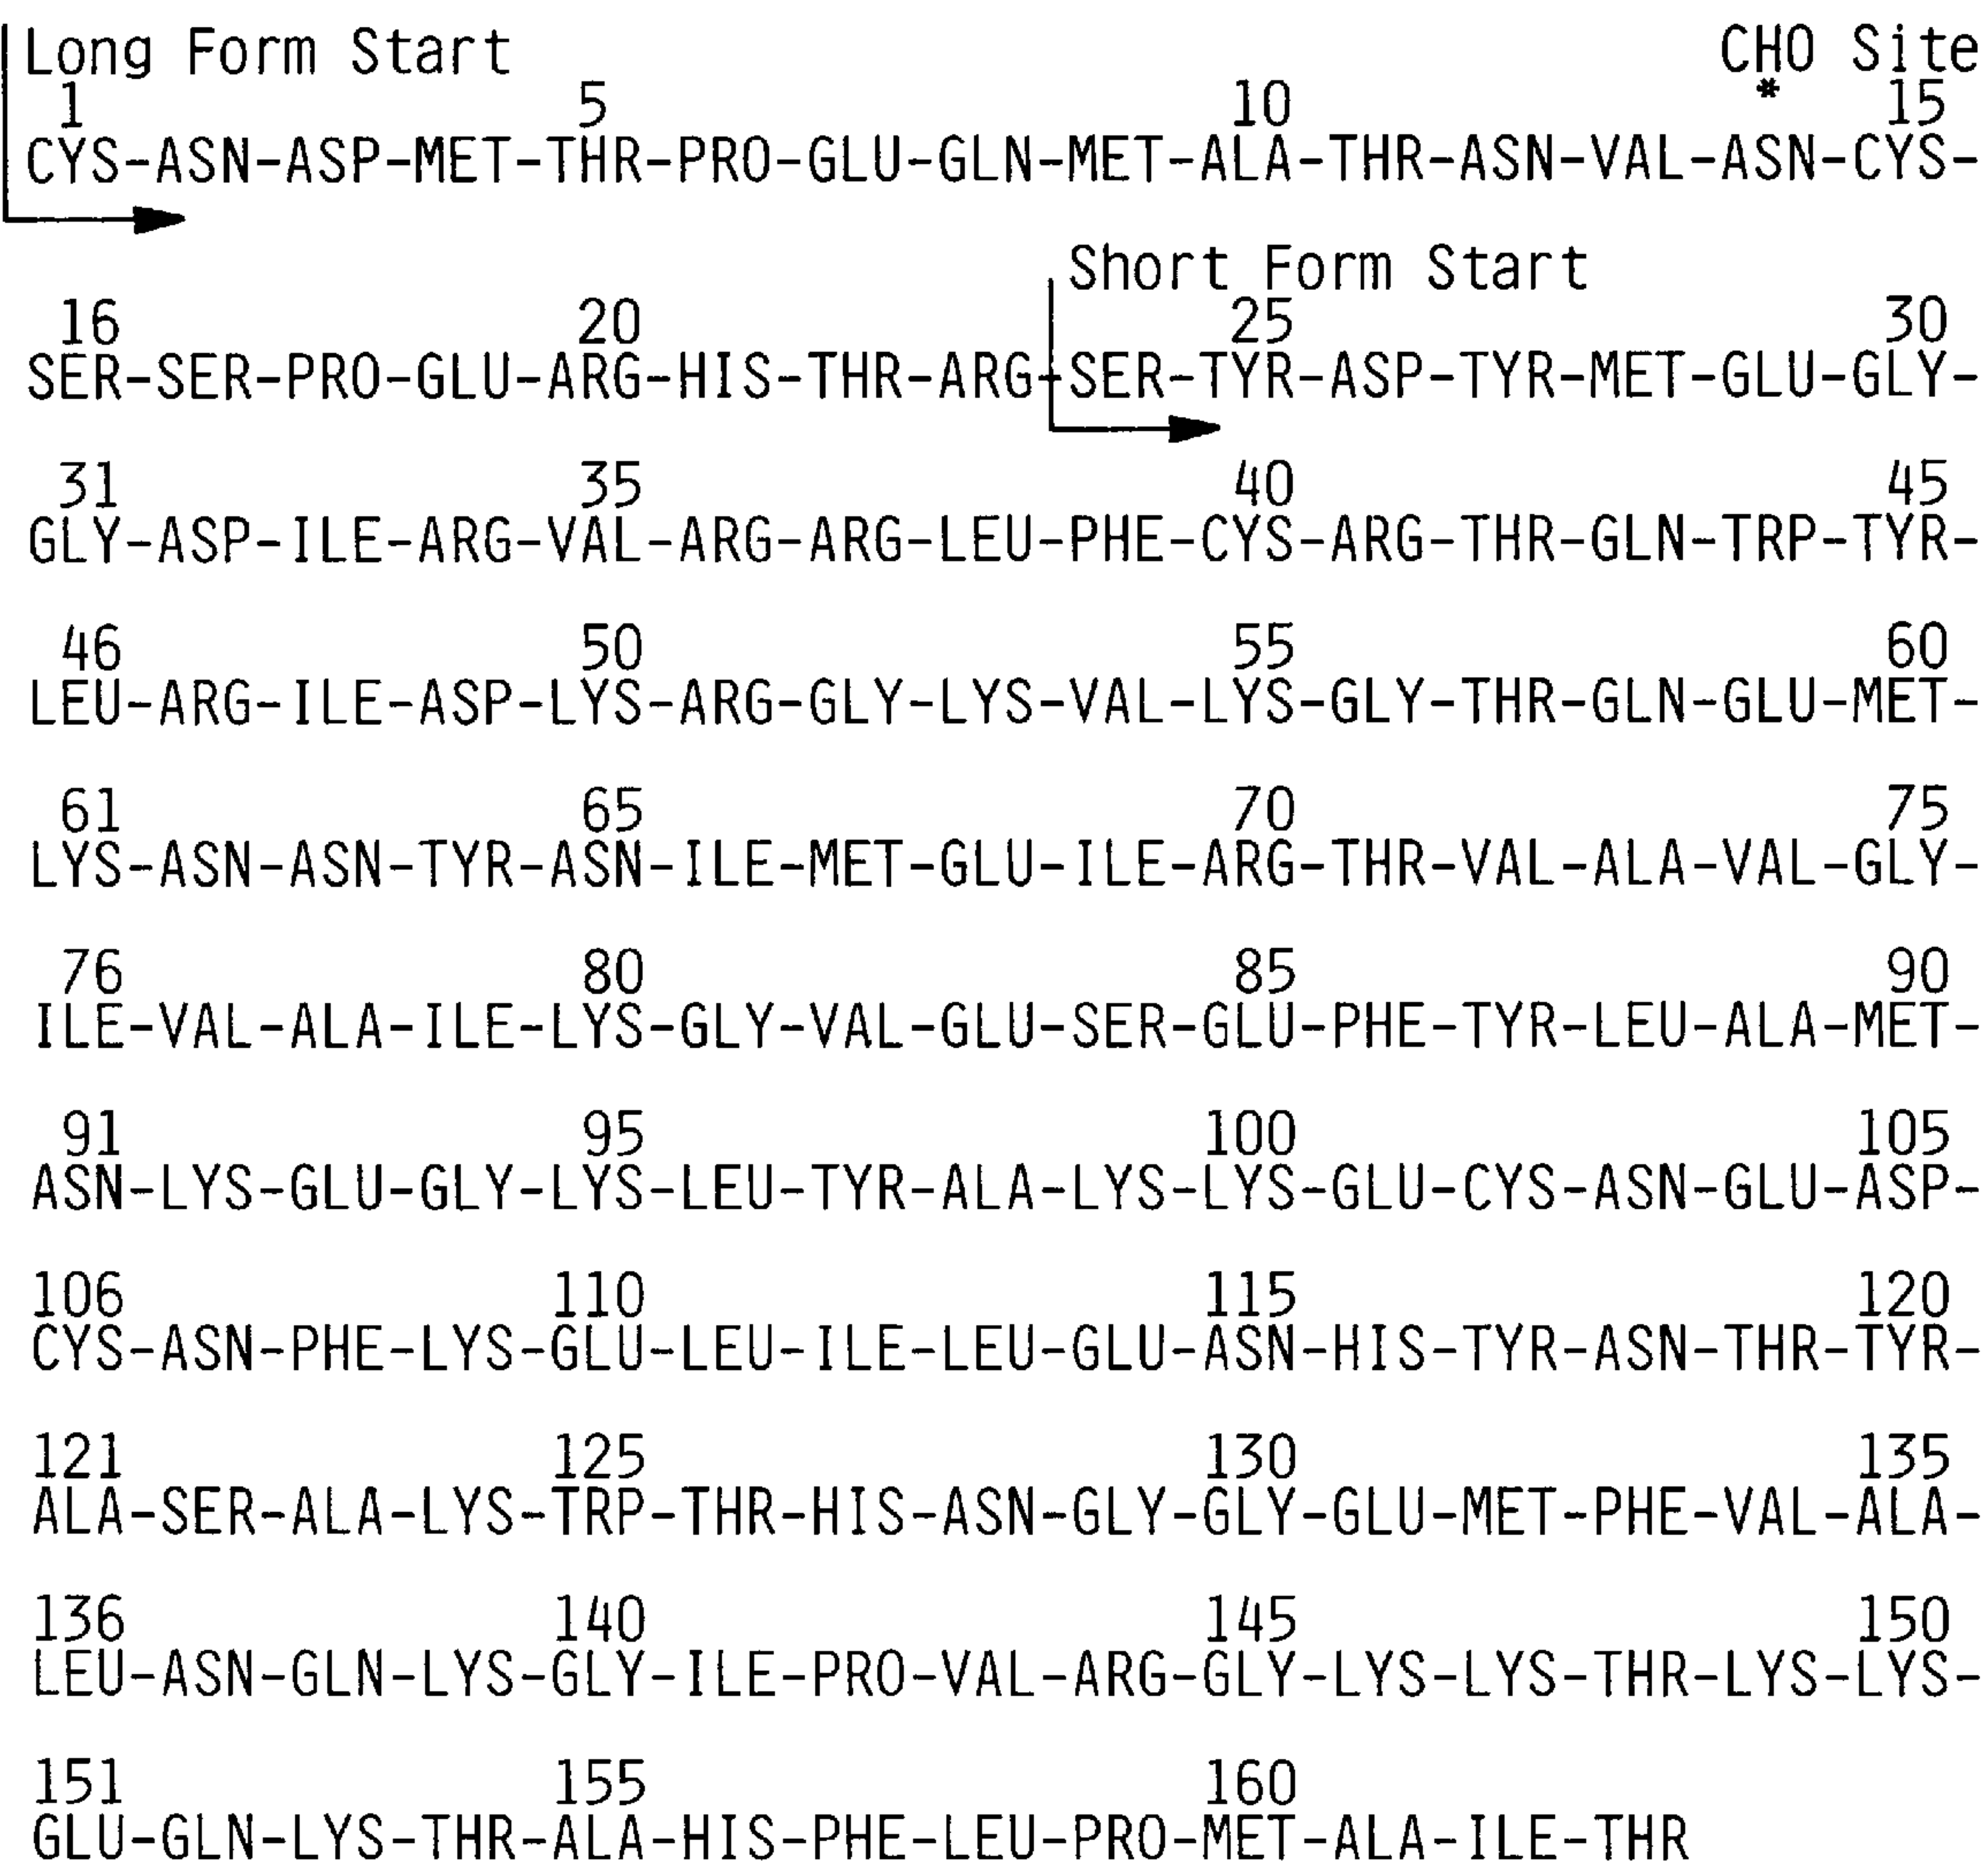 Long Form Start CHO Site
1 5 10 * 15
CYS-ASN-ASP-MET-THR-PRO-GLU-GLN-MET-ALA-THR-ASN-VAL-ASN-CYS-
Short Form Start
16 20 25 30
SER-SER-PRO-GLU-ARG-HIS-THR-ARG-SER-TYR-ASP-TYR-MET-GLU-GLY-
31 35 40 45
GLY-ASP-ILE-ARG-VAL-ARG-ARG-LEU-PHE-CYS-ARG-THR-GLN-TRP-TYR-
46 50 55 60
LEU-ARG-ILE-ASP-LYS-ARG-GLY-LYS-VAL-LYS-GLY-THR-GLN-GLU-MET-
61 65 70 75
LYS-ASN-ASN-TYR-ASN-ILE-MET-GLU-ILE-ARG-THR-VAL-ALA-VAL-GLY-
76 80 85 90
ILE-VAL-ALA-ILE-LYS-GLY-VAL-GLU-SER-GLU-PHE-TYR-LEU-ALA-MET-
91 95 100 105
ASN-LYS-GLU-GLY-LYS-LEU-TYR-ALA-LYS-LYS-GLU-CYS-ASN-GLU-ASP-
106 110 115 120
CYS-ASN-PHE-LYS-GLU-LEU-ILE-LEU-GLU-ASN-HIS-TYR-ASN-THR-TYR-
121 125 130 135
ALA-SER-ALA-LYS-TRP-THR-HIS-ASN-GLY-GLY-GLU-MET-PHE-VAL-ALA-
136 140 145 150
LEU-ASN-GLN-LYS-GLY-ILE-PRO-VAL-ARG-GLY-LYS-LYS-THR-LYS-LYS-
151 155 160
GLU-GLN-LYS-THR-ALA-HIS-PHE-LEU-PRO-MET-ALA-ILE-THR